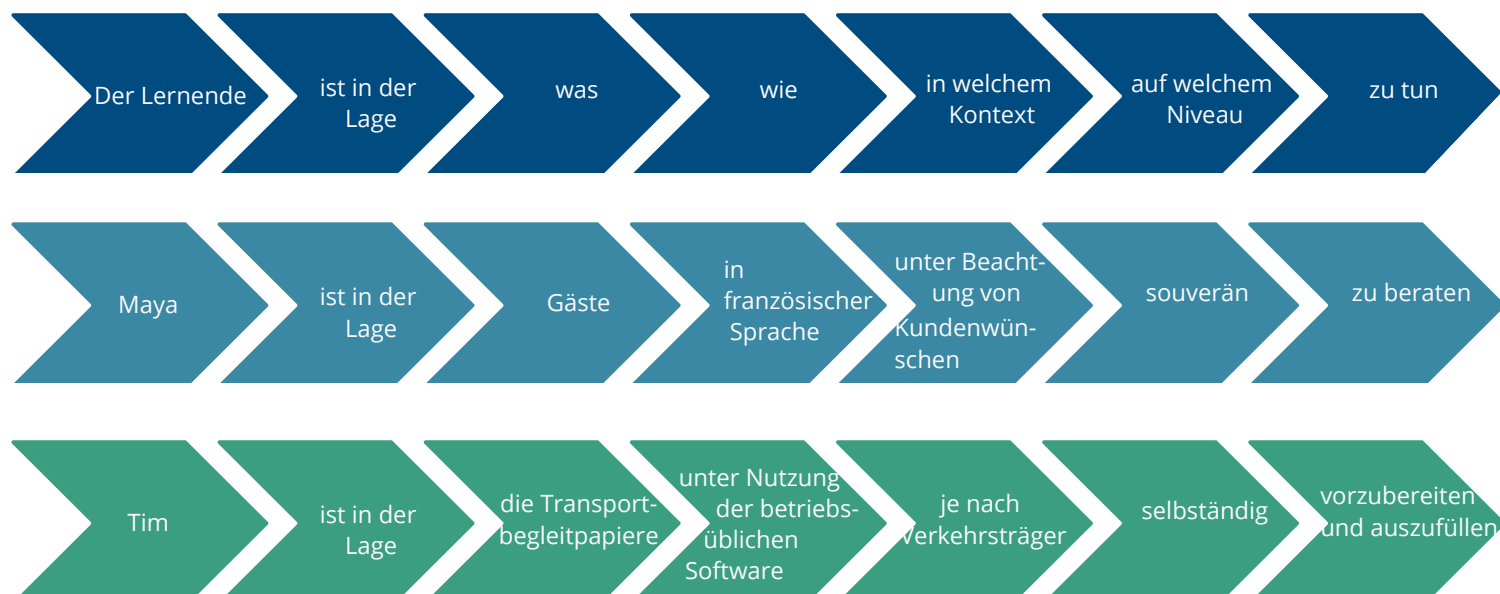 Der Lernende
ist in der
Lage
was
wie
in welchem
Kontext
auf welchem
Niveau
zu tun
Maya
ist in der
Lage
Gäste
in
französischer
Sprache
unter Beacht-
ung von
Kundenwün-
schen
souverän
zu beraten
Tim
ist in der
Lage
die Transport-
begleitpapiere
unter Nutzung
der betriebs-
üblichen
Software
je nach
Verkehrsträger
selbständig
vorzubereiten
und auszufüllen